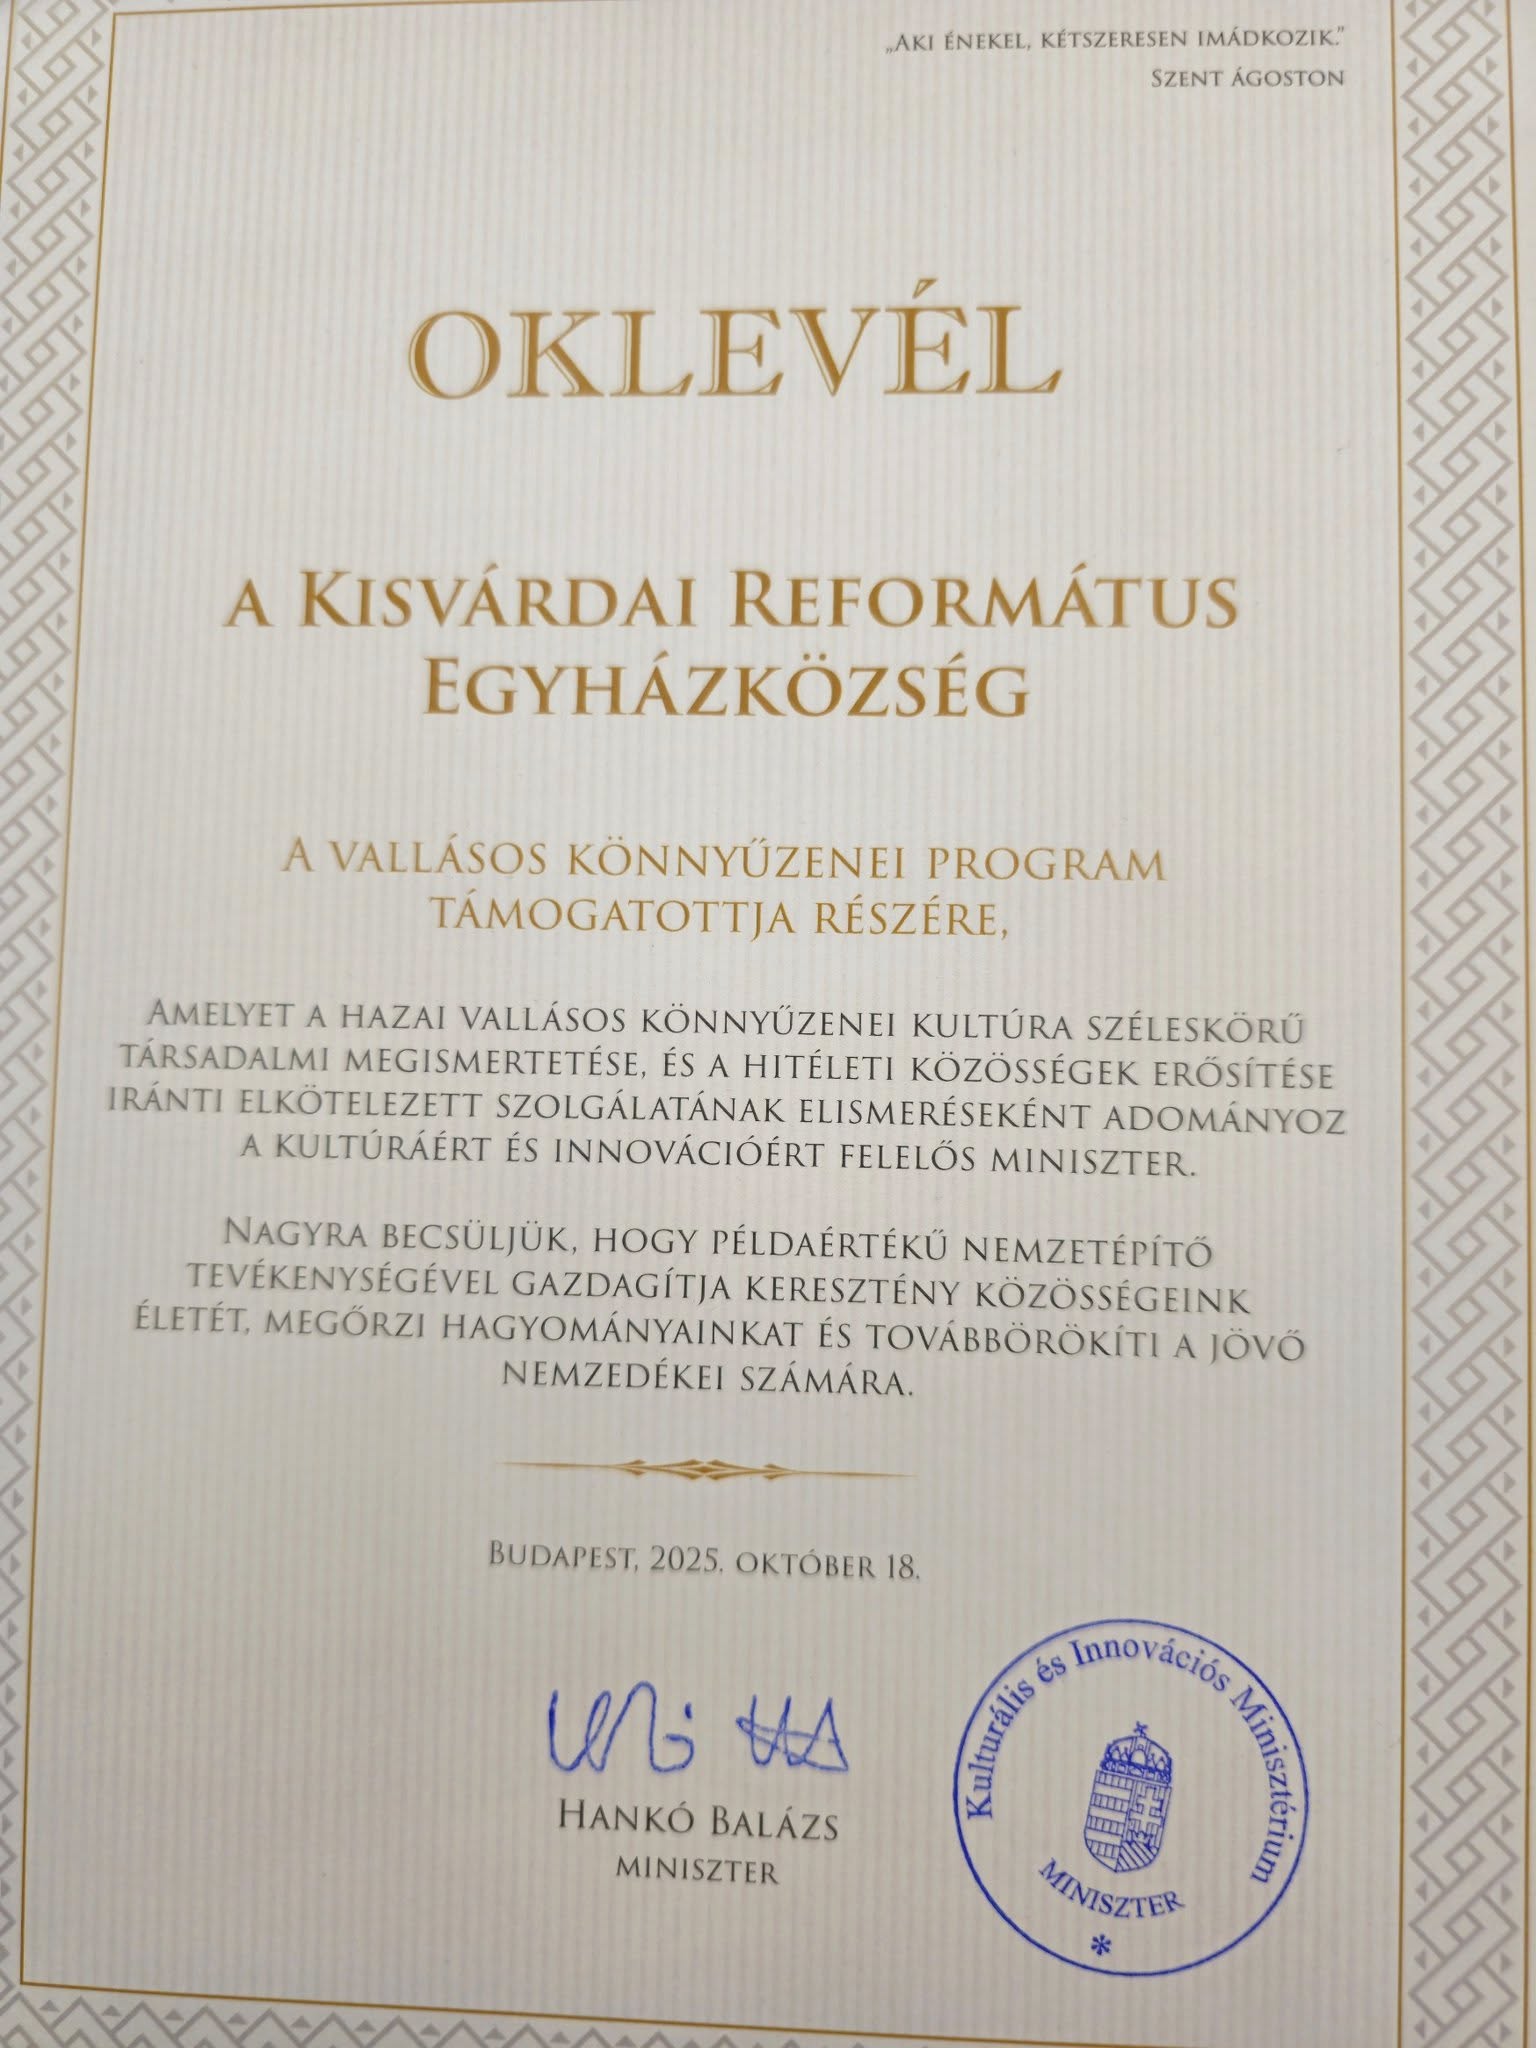 „Aki énekel, kétszeresen imádkozik.”
Szent Ágoston
OKLEVÉL
a Kisvárdai Református
Egyházközség
A vallásos könnyűzenei program
támogatottja részére,
Amelyet a hazai vallásos könnyűzenei kultúra széleskörű
társadalmi megismertetése, és a hitéleti közösségek erősítése
iránti elkötelezett szolgálatának elismeréseként adományoz
a kultúráért és innovációért felelős miniszter.
Nagyra becsüljük, hogy példaértékű nemzetépítő
tevékenységével gazdagítja keresztény közösségeink
életét, megőrzi hagyományainkat és továbbörökíti a jövő
nemzedékei számára.
Budapest, 2025. október 18.
Hankó Balázs
miniszter
Kulturális és Innovációs Minisztérium
MINISZTER
*